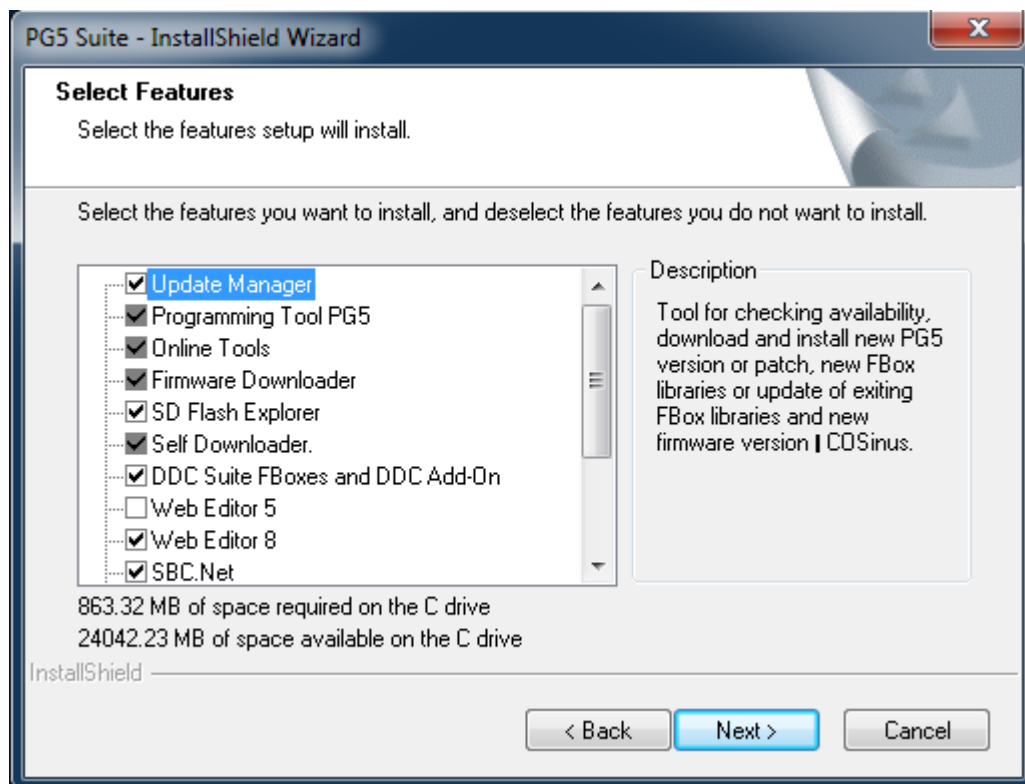 PG5 Suite - InstallShield Wizard
Select Features
Select the features setup will install.
Select the features you want to install, and deselect the features you do not want to install.
Update Manager
Programming Tool PG5
Online Tools
Firmware Downloader
SD Flash Explorer
Self Downloader.
DDC Suite FBoxes and DDC Add-On
Web Editor 5
Web Editor 8
SBC.Net
Description
Tool for checking availability,
download and install new PG5
version or patch, new FBox
libraries or update of exiting
FBox libraries and new
firmware version | COSinus.
863.32 MB of space required on the C drive
24042.23 MB of space available on the C drive
InstallShield
< Back
Next >
Cancel